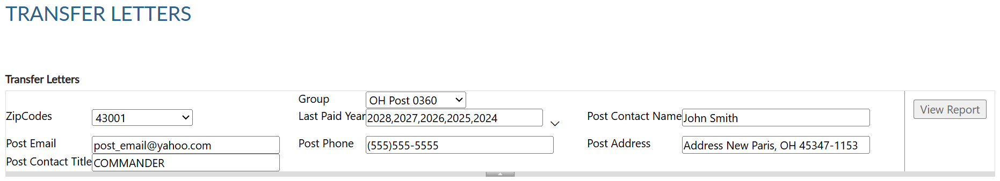 TRANSFER LETTERS
Transfer Letters
Group OH Post 0360
ZipCodes 43001 Last Paid Year 2028,2027,2026,2025,2024 Post Contact Name John Smith View Report
Post Email post_email@yahoo.com Post Phone (555)555-5555 Post Address Address New Paris, OH 45347-1153
Post Contact Title COMMANDER